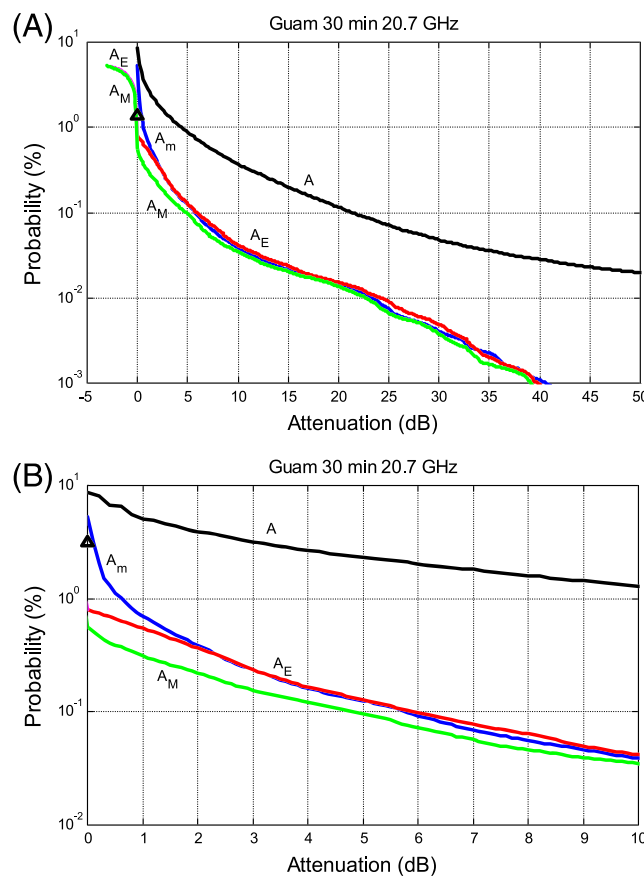 (A)
Guam 30 min 20.7 GHz
10^1
10^0
10^-1
10^-2
10^-3
Probability (%)
A_E
A_M
A_m
A
A_M
A_E
-5 0 5 10 15 20 25 30 35 40 45 50
Attenuation (dB)
(B)
Guam 30 min 20.7 GHz
10^1
10^0
10^-1
10^-2
Probability (%)
A
A_m
A_E
A_M
0 1 2 3 4 5 6 7 8 9 10
Attenuation (dB)